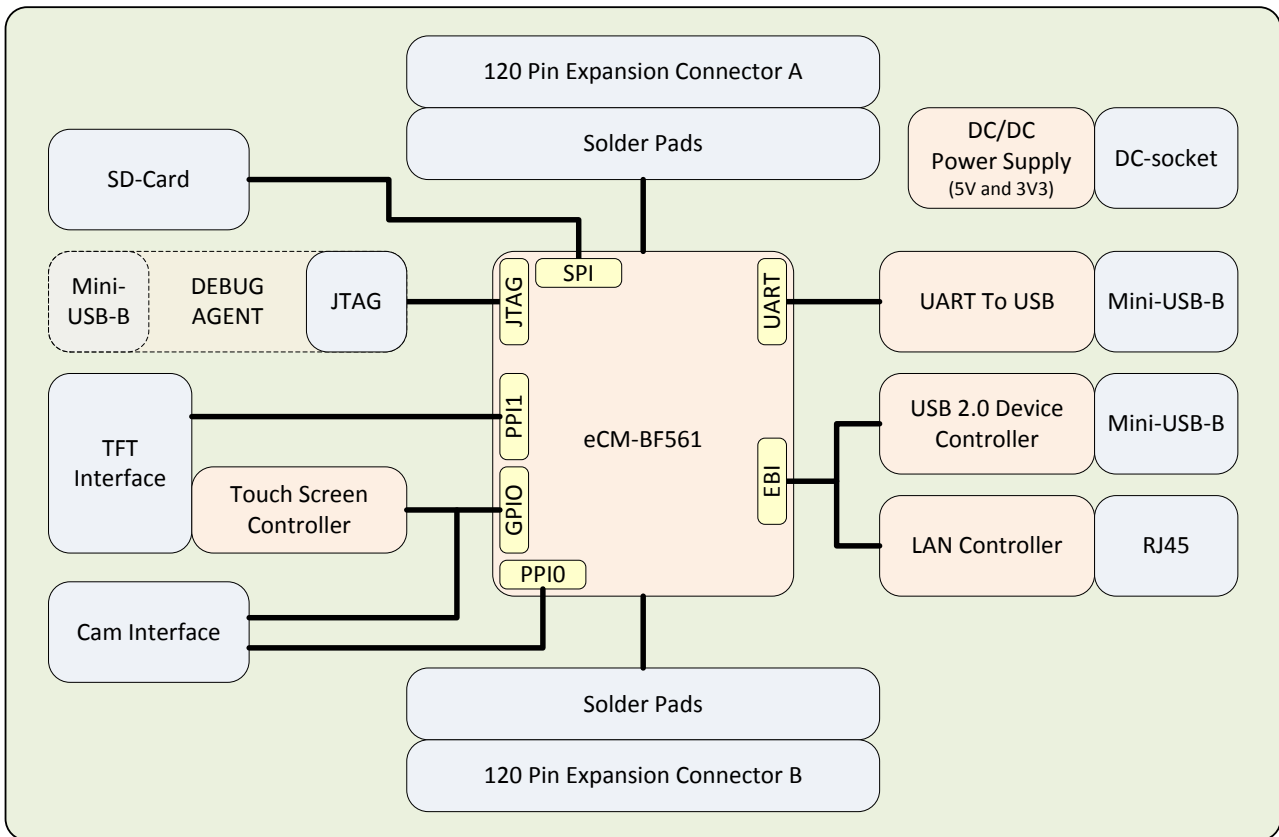 120 Pin Expansion Connector A
Solder Pads
DC/DC
Power Supply
(5V and 3V3)
DC-socket
SD-Card
Mini-
USB-B
DEBUG
AGENT
JTAG
JTAG
SPI
UART
UART To USB
Mini-USB-B
TFT
Interface
Touch Screen
Controller
PPI1
GPIO
PPI0
eCM-BF561
EBI
USB 2.0 Device
Controller
Mini-USB-B
LAN Controller
RJ45
Cam Interface
Solder Pads
120 Pin Expansion Connector B